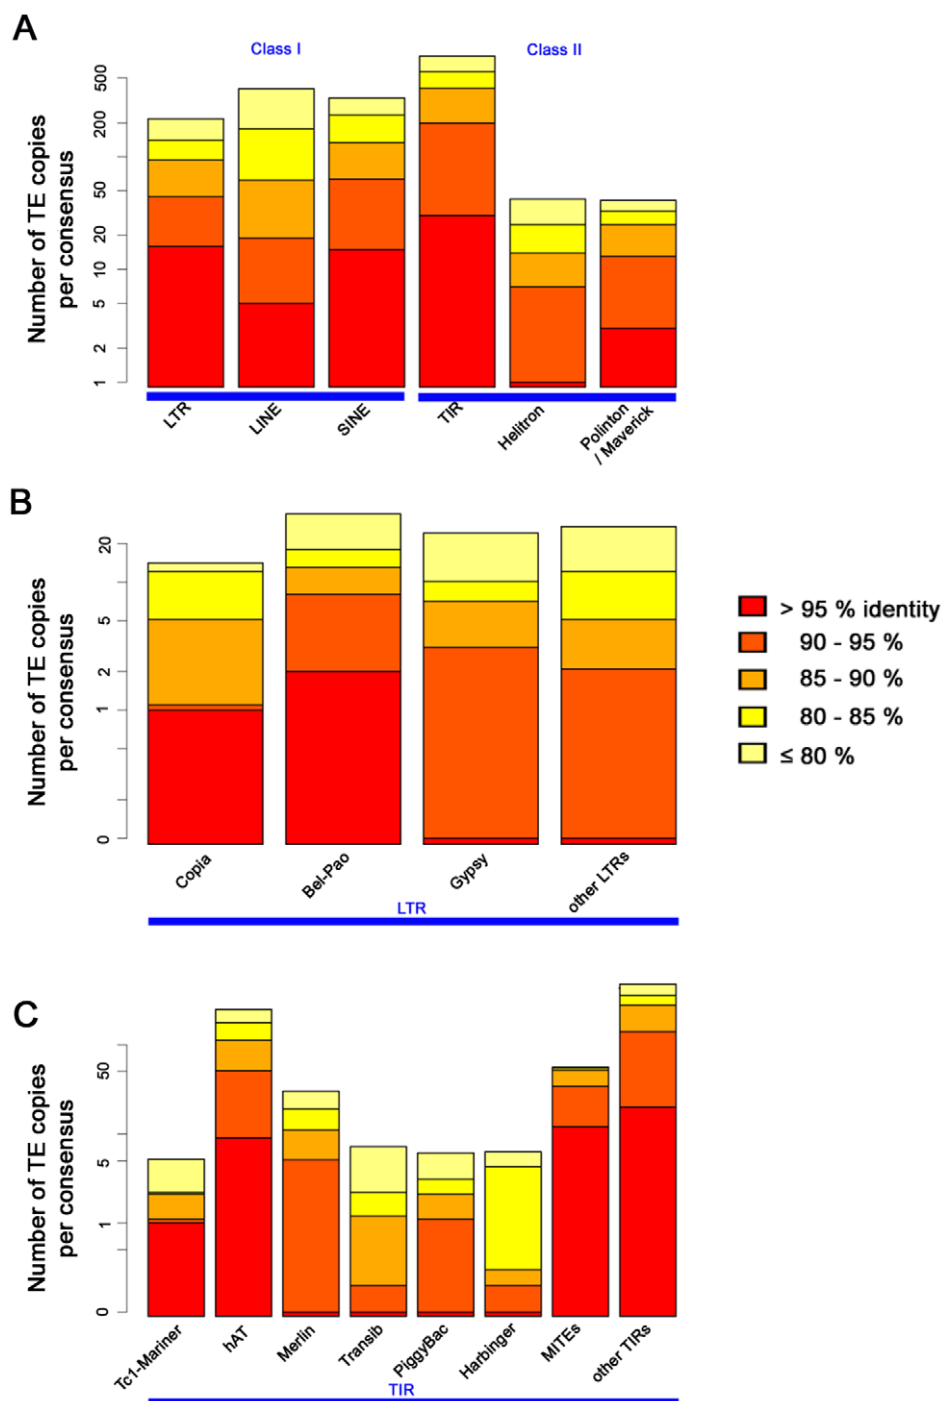 A
Class I
Class II
Number of TE copies
per consensus
500
200
50
20
10
5
2
1
LTR
LINE
SINE
TIR
Helitron
Polinton
/ Maverick
B
Number of TE copies
per consensus
20
5
2
1
0
Copia
Bel-Pao
Gypsy
other LTRs
LTR
> 95 % identity
90 - 95 %
85 - 90 %
80 - 85 %
≤ 80 %
C
Number of TE copies
per consensus
50
5
1
0
Tc1-Mariner
hAT
Merlin
Transib
PiggyBac
Harbinger
MITEs
other TIRs
TIR